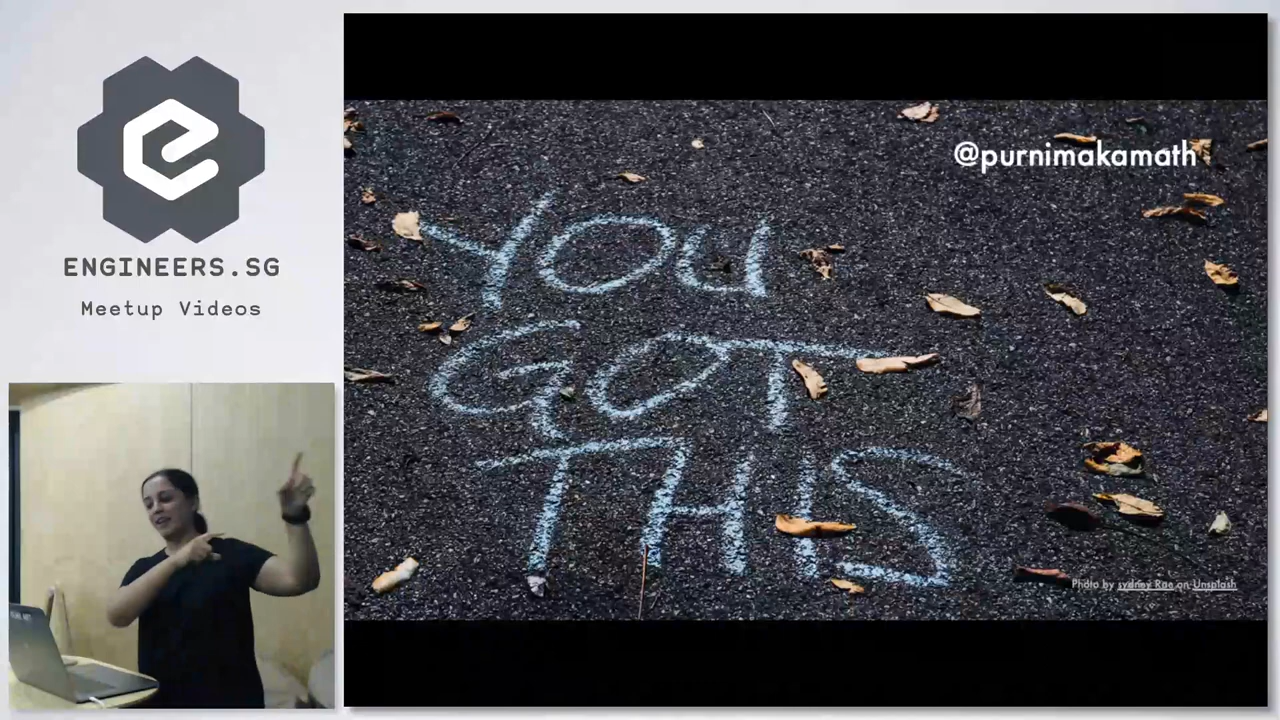 ENGINEERS.SG
Meetup Videos
@purnimakamath
YOU
GOT
THIS
Photo by sydney Rae on Unsplash